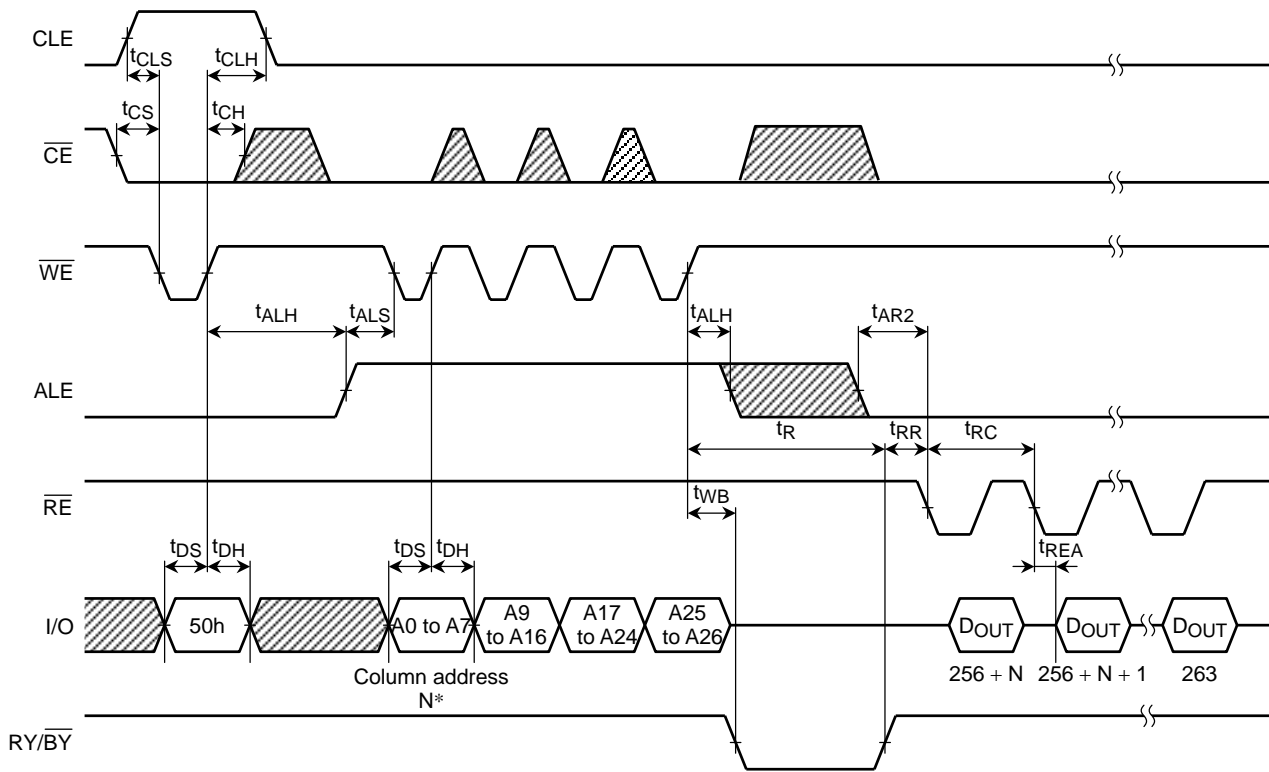 CLE
tCLS
tCLH
tCS
tCH
CE
WE
tALH
tALS
tALH
tAR2
ALE
tR
tRR
tRC
RE
tWB
tDS
tDH
tDS
tDH
tREA
I/O
50h
A0 to A7
A9
to A16
A17
to A24
A25
to A26
DOUT
DOUT
DOUT
Column address
N*
256 + N
256 + N + 1
263
RY/BY